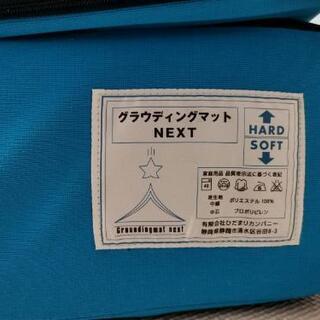 グラウディングマット
NEXT
HARD
SOFT
Groundingmat next
家庭用品 品質表示法に基づく表記
ポリエステル 100%
中芯 プロピレン
有限会社ひだまりカンパニー
静岡県静岡市清水区谷田8-3